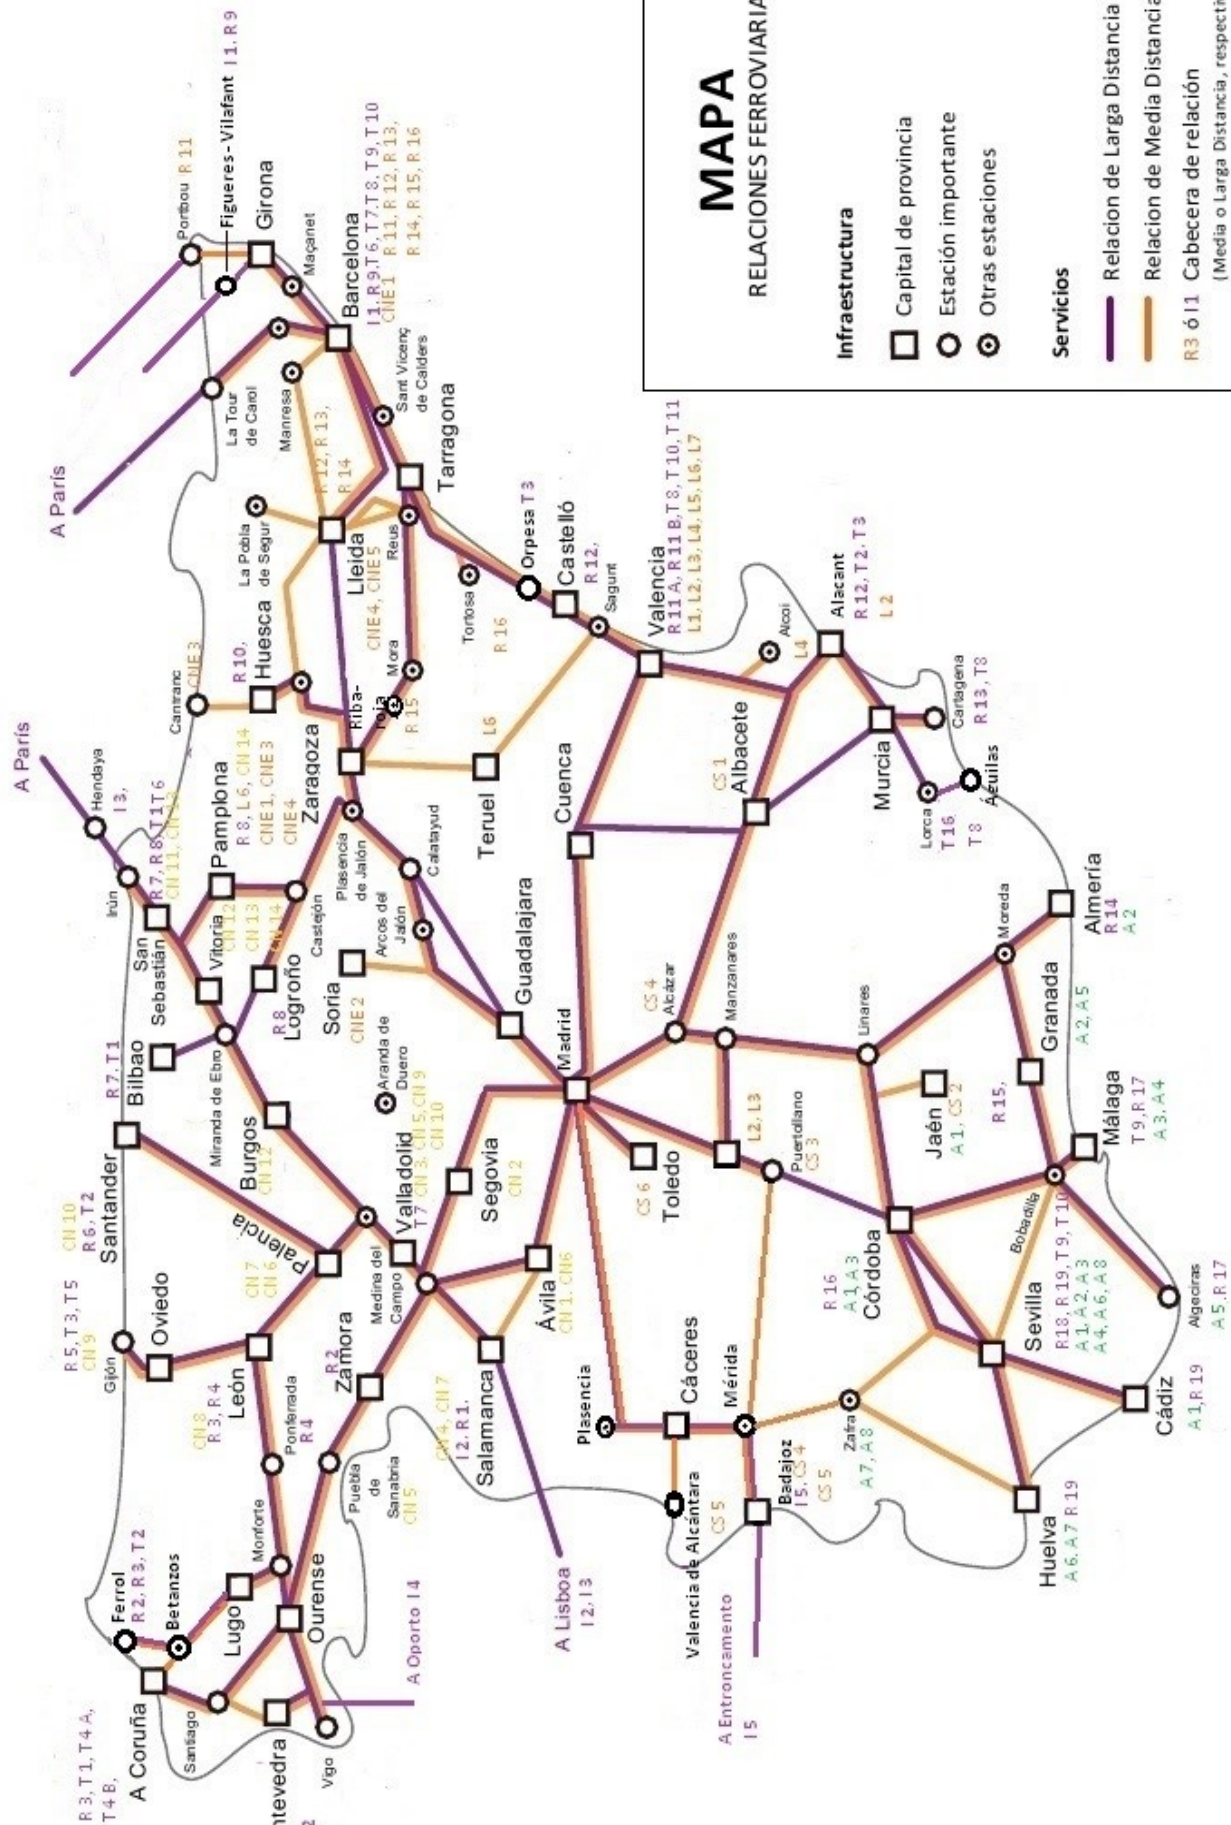 A París
A París
Portbou R 11
Figueres - Vilafant I 1. R 9
Girona
Maçanet
Barcelona
I 1. R 9. T 6, T 7. T 8, T 9, T 10
CNE 1 R 11, R 12, R 13,
R 14, R 15, R 16
La Tour
de Carol
Manresa
Sant Vicenç
de Calders
Tarragona
R 12, R 13,
R 14
La Pobla
de Segur
Lleida
CNE 4, CNE 5
Reus
Tortosa
R 16
Orpesa T 3
Castelló
R 12,
Sagunt
Valencia
R 11 A, R 11 B, T 8, T 10, T 11
L 1, L 2, L 3, L 4, L 5, L 6, L 7
Alcoi
L 4
Alacant
R 12, T 2, T 3
L 2
Cartagena
R 13, T 8
Murcia
Lorca
T 16
Águilas
T 8
Canfranc
CNE 3
R 10,
Huesca
Mora
Riba-
roja
R 15
Zaragoza
Teruel
L 6
Cuenca
CS 1
Albacete
Hendaya
I 3,
Irún
San
Sebastián
R 7, R 8, T 1 T 6
Pamplona
R 8, L 6, CN 14
CNE 1, CNE 3
CNE 4
Vitoria
CN 12
CN 13
CN 14
Castejón
Plasencia
de Jalón
Calatayud
Arcos del
Jalón
R 8
Logroño
Soria
CNE 2
Guadalajara
Bilbao
R 7. T 1
Miranda de Ebro
Burgos
CN 12
Aranda de
Duero
Valladolid
T 7 CN 3, CN 5, CN 9
CN 10
Segovia
CN 2
Madrid
CS 4
Alcázar
Manzanares
Toledo
CS 6
L 2, L 3
Puertollano
CS 3
Linares
Moreda
Almería
R 14
A 2
Granada
A 2, A 5
Jaén
A 1, CS 2
R 15,
Málaga
T 9, R 17
A 3, A 4
Bobadilla
Córdoba
R 16
A 1, A 3
Sevilla
R 18, R 19, T 9, T 10
A 1, A 2, A 3
A 4, A 6, A 8
Algeciras
A 5, R 17
Cádiz
A 1, R 19
Huelva
A 6, A 7 R 19
Zafra
A 7, A 8
Santander
CN 10
R 6, T 2
Palencia
CN 7
CN 6
Medina del
Campo
Ávila
CN 1, CN 6
Oviedo
R 5, T 3, T 5
CN 9
Gijón
León
CN 8
R 3, R 4
Ponferrada
R 4
R 2
Zamora
Salamanca
CN 4, CN 7
I 2. R 1.
Puebla
de
Sanabria
CN 5
Plasencia
Cáceres
Mérida
Badajoz
I 5, CS 4
CS 5
Valencia de Alcántara
CS 5
A Entroncamento
I 5
A Lisboa
I 2, I 3
A Oporto I 4
Ferrol
R 2, R 3, T 2
Betanzos
Lugo
Monforte
Ourense
A Coruña
R 3, T 1, T 4 A,
T 4 B,
Santiago
ntevedra
Vigo
MAPA
RELACIONES FERROVIARIA
Infraestructura
Capital de provincia
Estación importante
Otras estaciones
Servicios
Relacion de Larga Distancia
Relacion de Media Distancia
R3 ó I1 Cabecera de relación
(Media o Larga Distancia, respecti